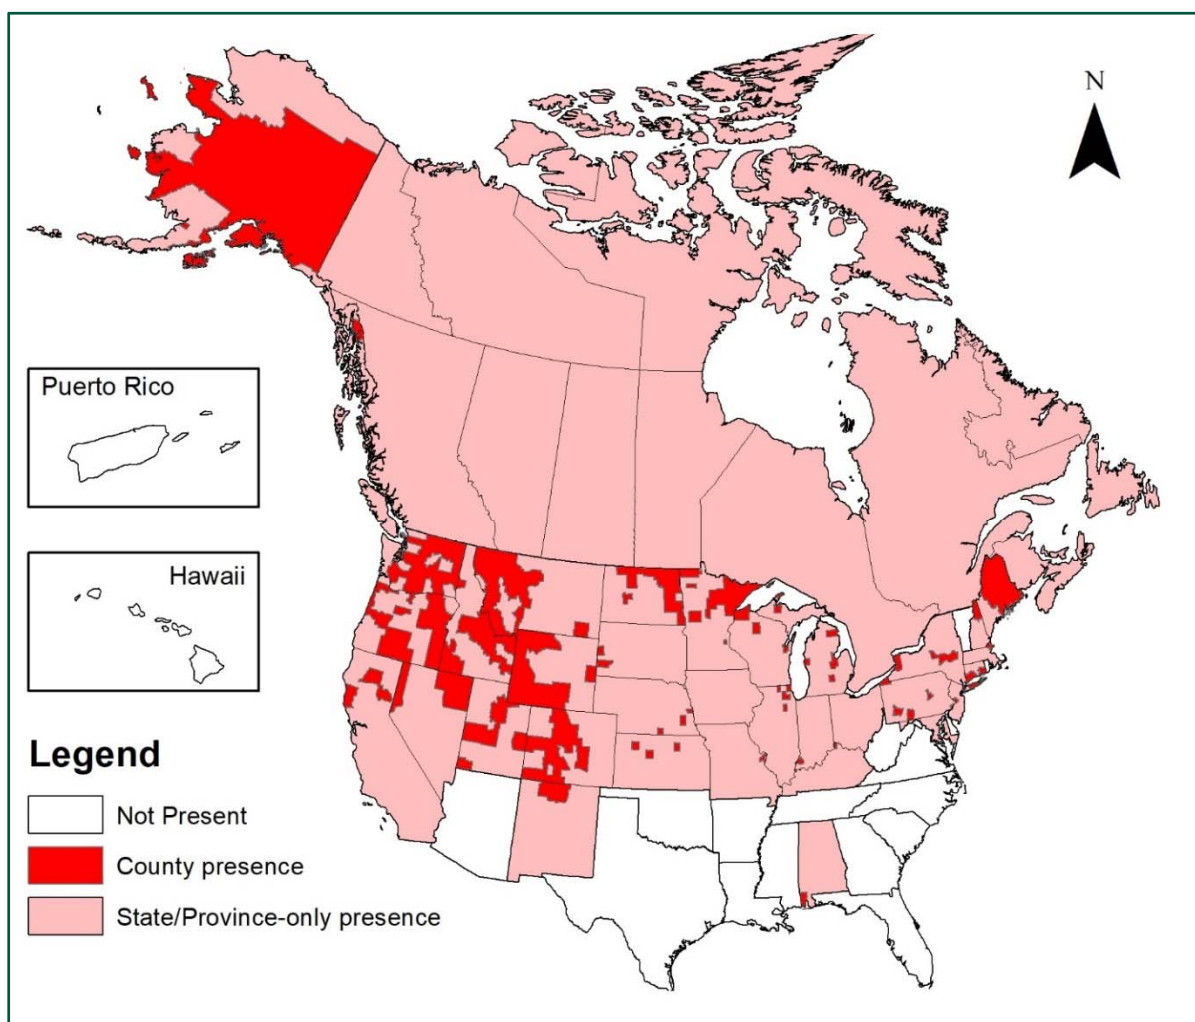 N
Puerto Rico
Hawaii
Legend
Not Present
County presence
State/Province-only presence